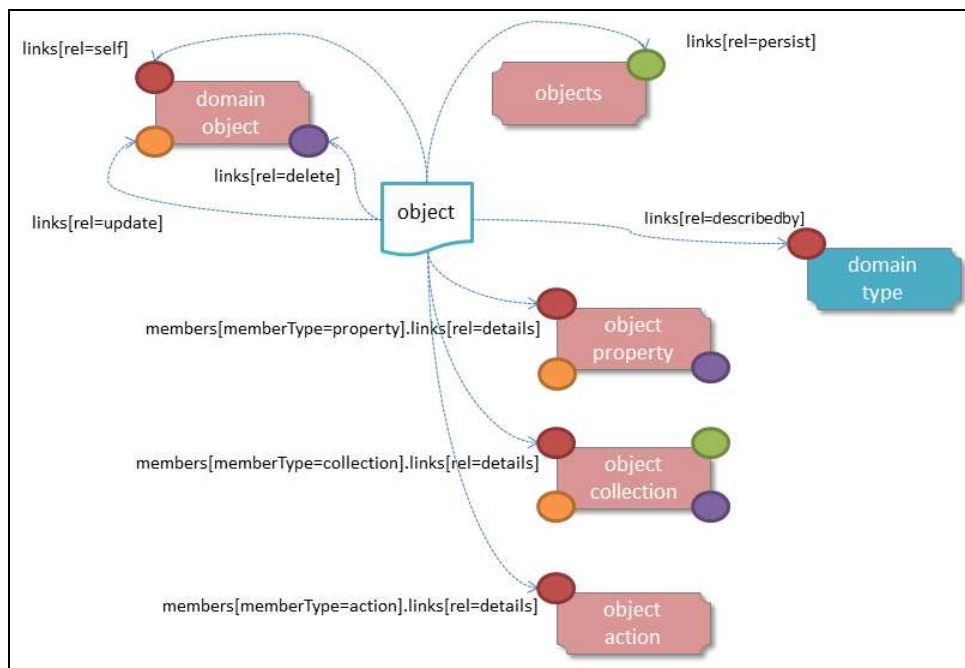 links[rel=self]
links[rel=persist]
domain
object
objects
links[rel=delete]
links[rel=update]
object
links[rel=describedby]
domain
type
members[memberType=property].links[rel=details]
object
property
members[memberType=collection].links[rel=details]
object
collection
members[memberType=action].links[rel=details]
object
action